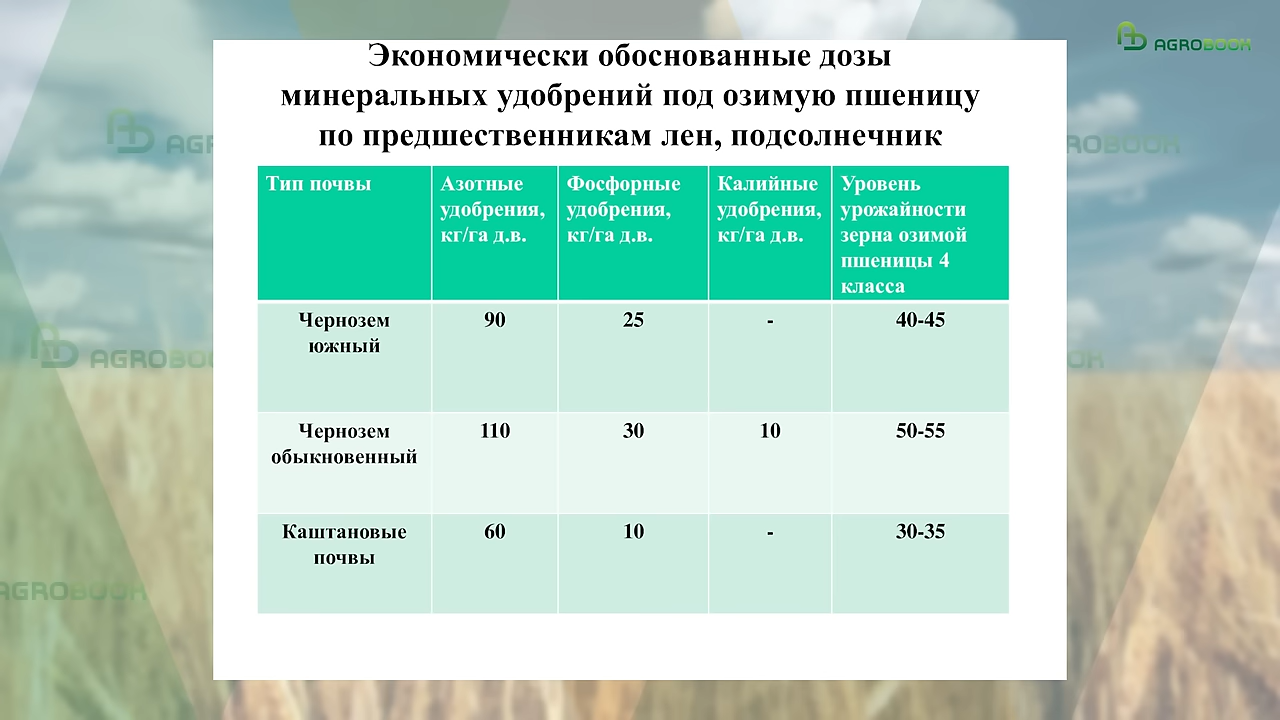 AGROBOOK
Экономически обоснованные дозы
минеральных удобрений под озимую пшеницу
по предшественникам лен, подсолнечник
Тип почвы
Азотные
удобрения,
кг/га д.в.
Фосфорные
удобрения,
кг/га д.в.
Калийные
удобрения,
кг/га д.в.
Уровень
урожайности
зерна озимой
пшеницы 4
класса
Чернозем
южный
90
25
-
40-45
Чернозем
обыкновенный
110
30
10
50-55
Каштановые
почвы
60
10
-
30-35